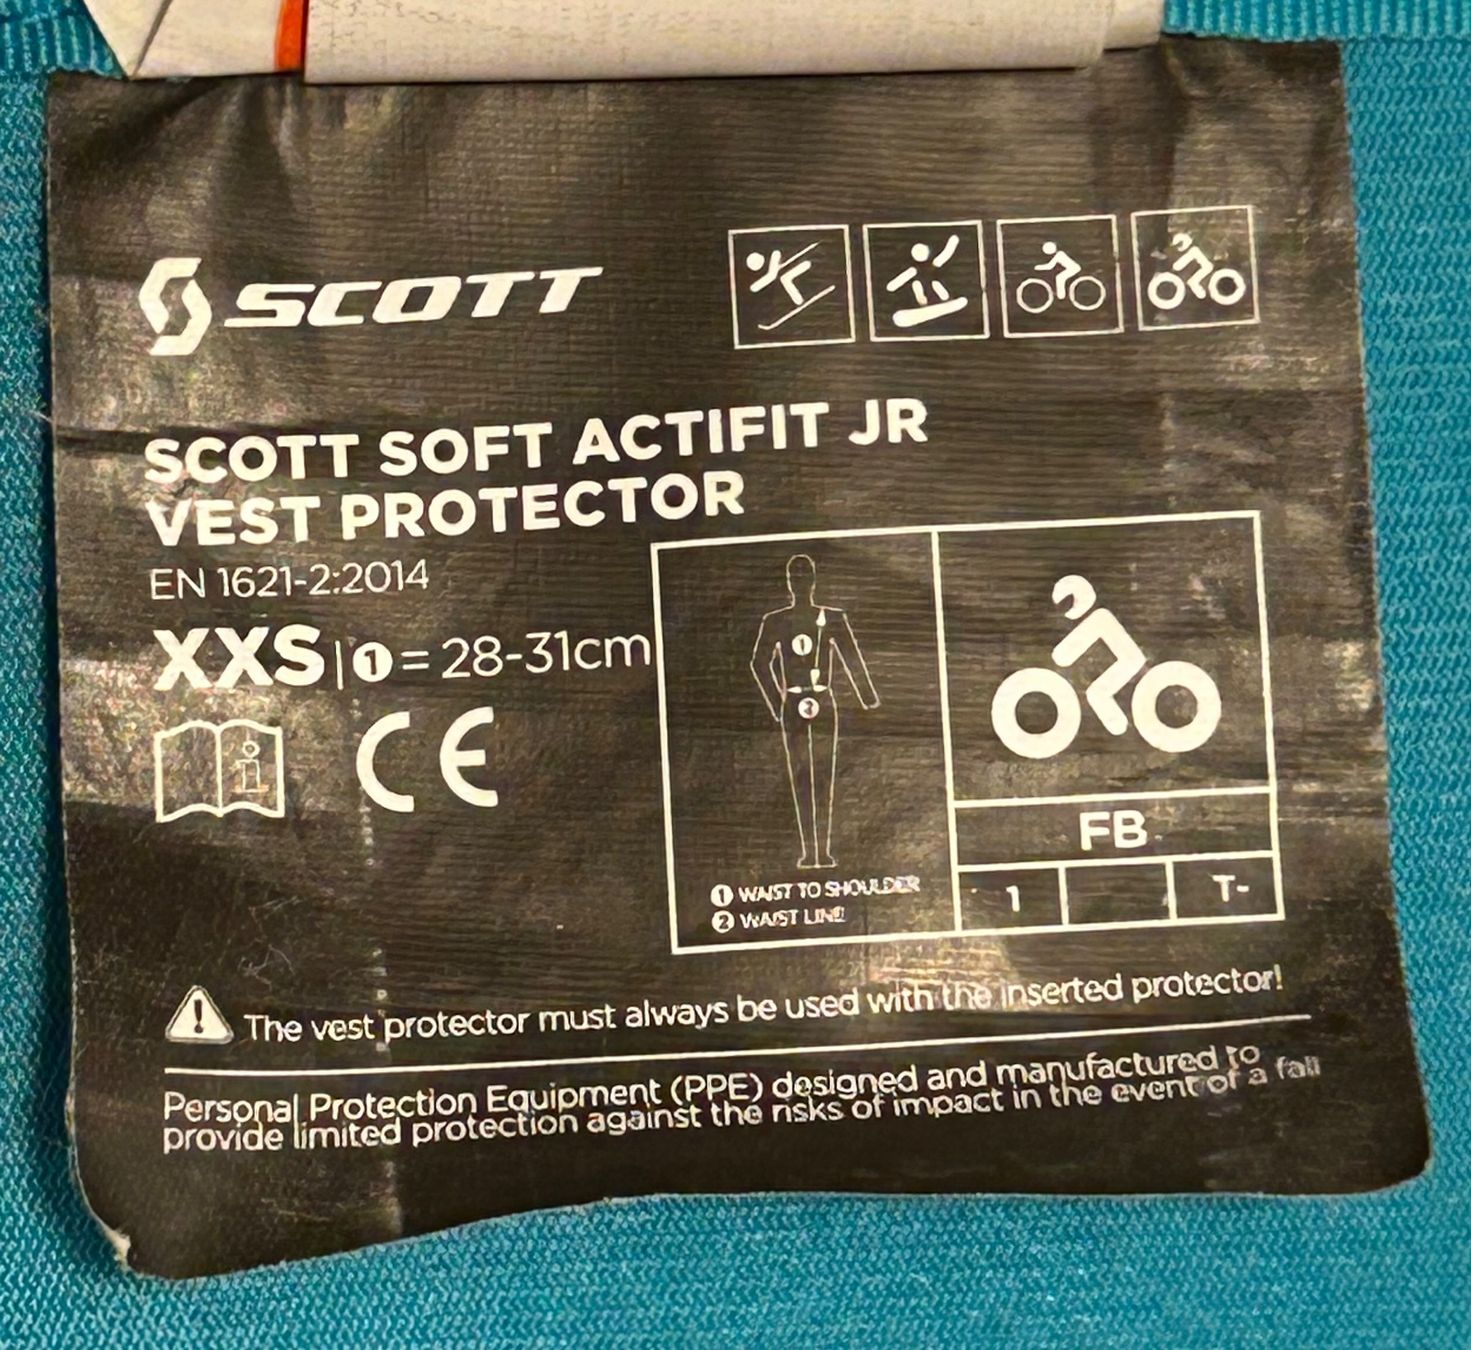 SCOTT
SCOTT SOFT ACTIFIT JR
VEST PROTECTOR
EN 1621-2:2014
XXS | 1 = 28-31cm
i
CE
1
2
1 WAIST TO SHOULDER
2 WAIST LINE
FB
1 T-
! The vest protector must always be used with the inserted protector!
Personal Protection Equipment (PPE) designed and manufactured to
provide limited protection against the risks of impact in the event of a fall